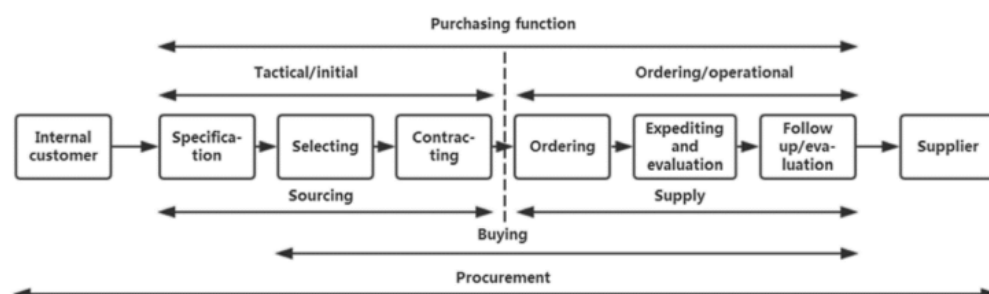 Purchasing function
Tactical/initial
Ordering/operational
Internal
customer
Specifica-
tion
Selecting
Contrac-
ting
Ordering
Expediting
and
evaluation
Follow
up/eva-
luation
Supplier
Sourcing
Supply
Buying
Procurement